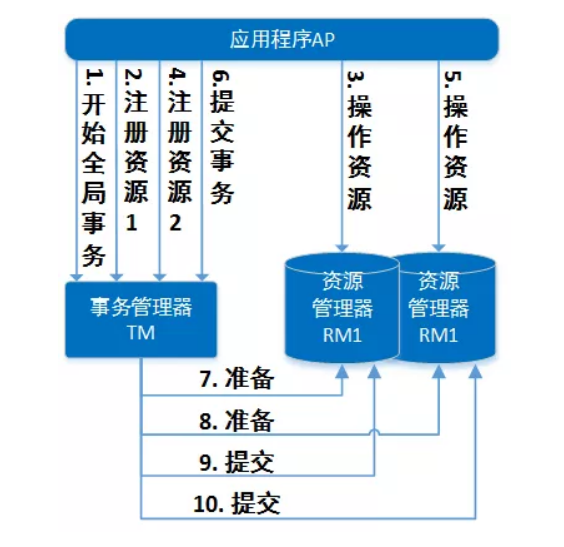 应用程序AP
1.开始全局事务
2.注册资源1
4.注册资源2
6.提交事务
3.操作资源
5.操作资源
事务管理器
TM
资源
管理器
RM1
资源
管理器
RM1
7. 准备
8. 准备
9. 提交
10. 提交